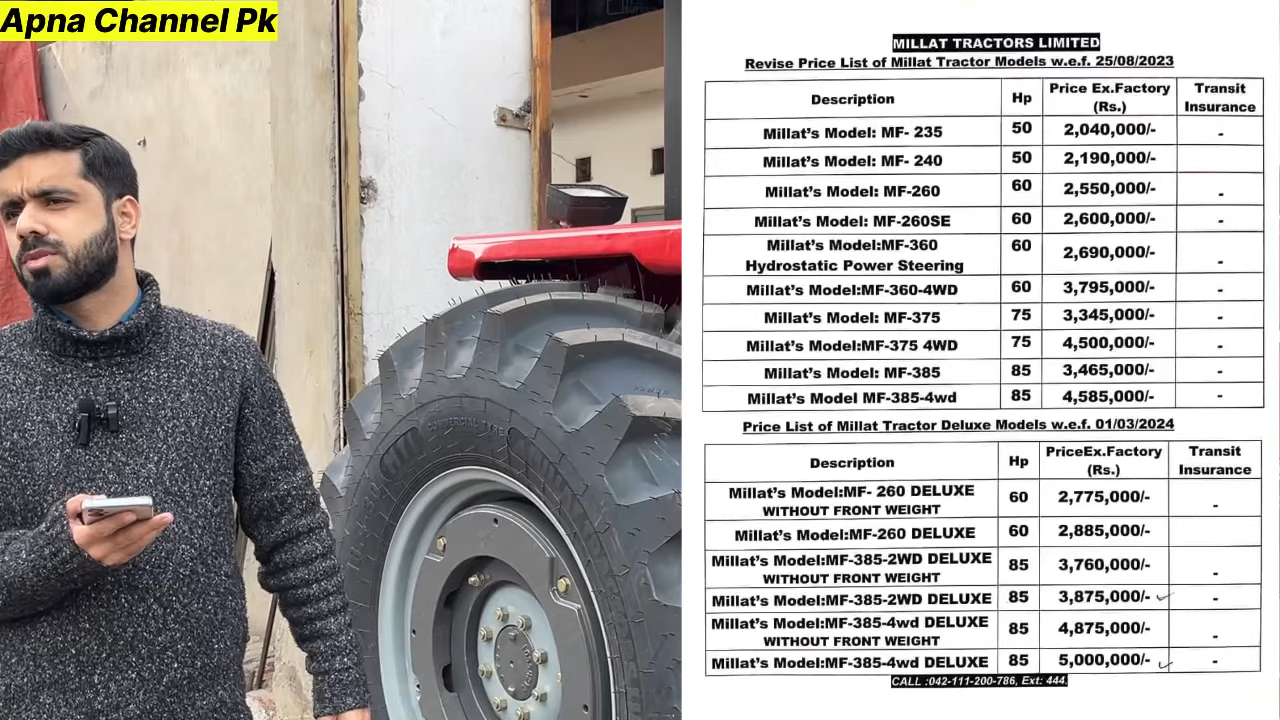 Apna Channel Pk
MILLAT TRACTORS LIMITED
Revise Price List of Millat Tractor Models w.e.f. 25/08/2023
Description Hp Price Ex.Factory (Rs.) Transit Insurance
Millat's Model: MF- 235 50 2,040,000/- -
Millat's Model: MF- 240 50 2,190,000/-
Millat's Model: MF-260 60 2,550,000/- -
Millat's Model: MF-260SE 60 2,600,000/- -
Millat's Model:MF-360 Hydrostatic Power Steering 60 2,690,000/- -
Millat's Model:MF-360-4WD 60 3,795,000/- -
Millat's Model: MF-375 75 3,345,000/- -
Millat's Model:MF-375 4WD 75 4,500,000/- -
Millat's Model: MF-385 85 3,465,000/- -
Millat's Model MF-385-4wd 85 4,585,000/- -
Price List of Millat Tractor Deluxe Models w.e.f. 01/03/2024
Description Hp PriceEx.Factory (Rs.) Transit Insurance
Millat's Model:MF- 260 DELUXE WITHOUT FRONT WEIGHT 60 2,775,000/- -
Millat's Model:MF-260 DELUXE 60 2,885,000/-
Millat's Model:MF-385-2WD DELUXE WITHOUT FRONT WEIGHT 85 3,760,000/- -
Millat's Model:MF-385-2WD DELUXE 85 3,875,000/- -
Millat's Model:MF-385-4wd DELUXE WITHOUT FRONT WEIGHT 85 4,875,000/- -
Millat's Model:MF-385-4wd DELUXE 85 5,000,000/- -
CALL :042-111-200-786, Ext: 444.
COMMERCIAL TYRE